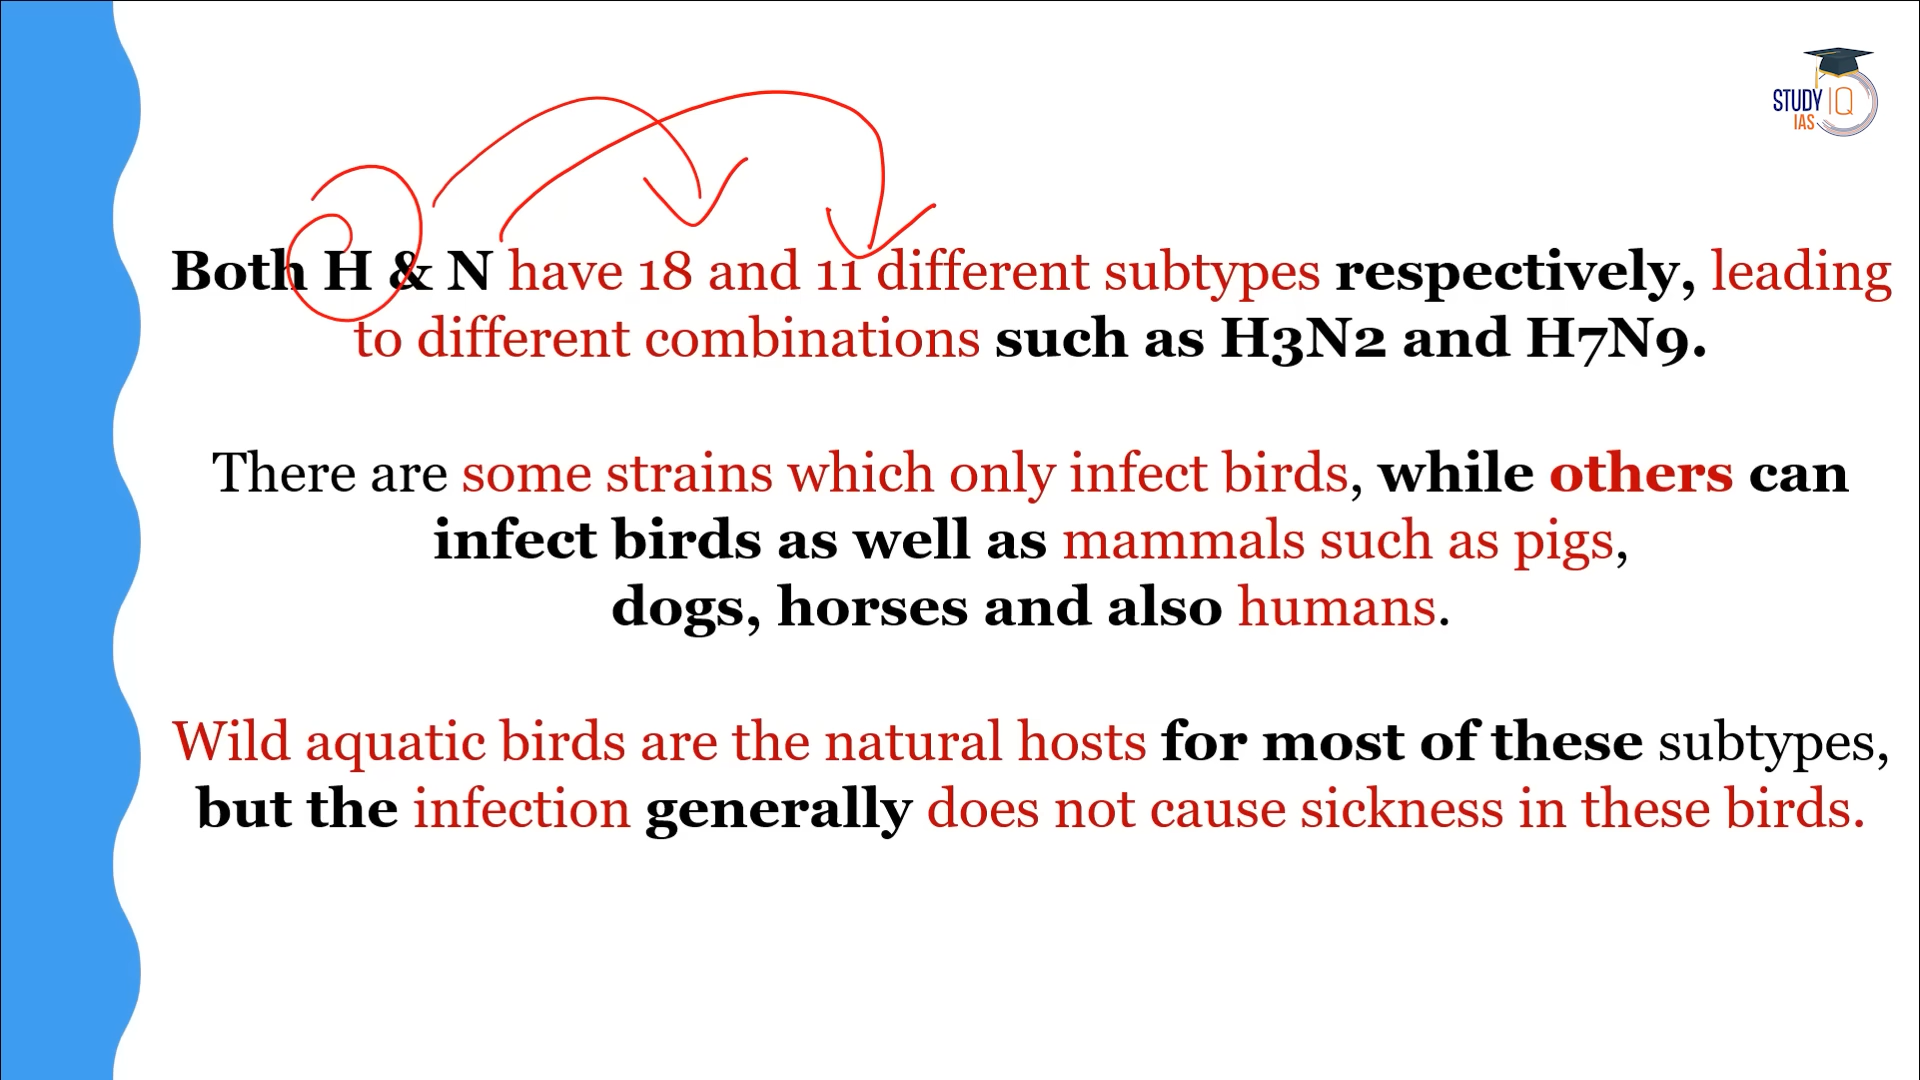 STUDY IQ
IAS
Both H & N have 18 and 11 different subtypes respectively, leading
to different combinations such as H3N2 and H7N9.
There are some strains which only infect birds, while others can
infect birds as well as mammals such as pigs,
dogs, horses and also humans.
Wild aquatic birds are the natural hosts for most of these subtypes,
but the infection generally does not cause sickness in these birds.